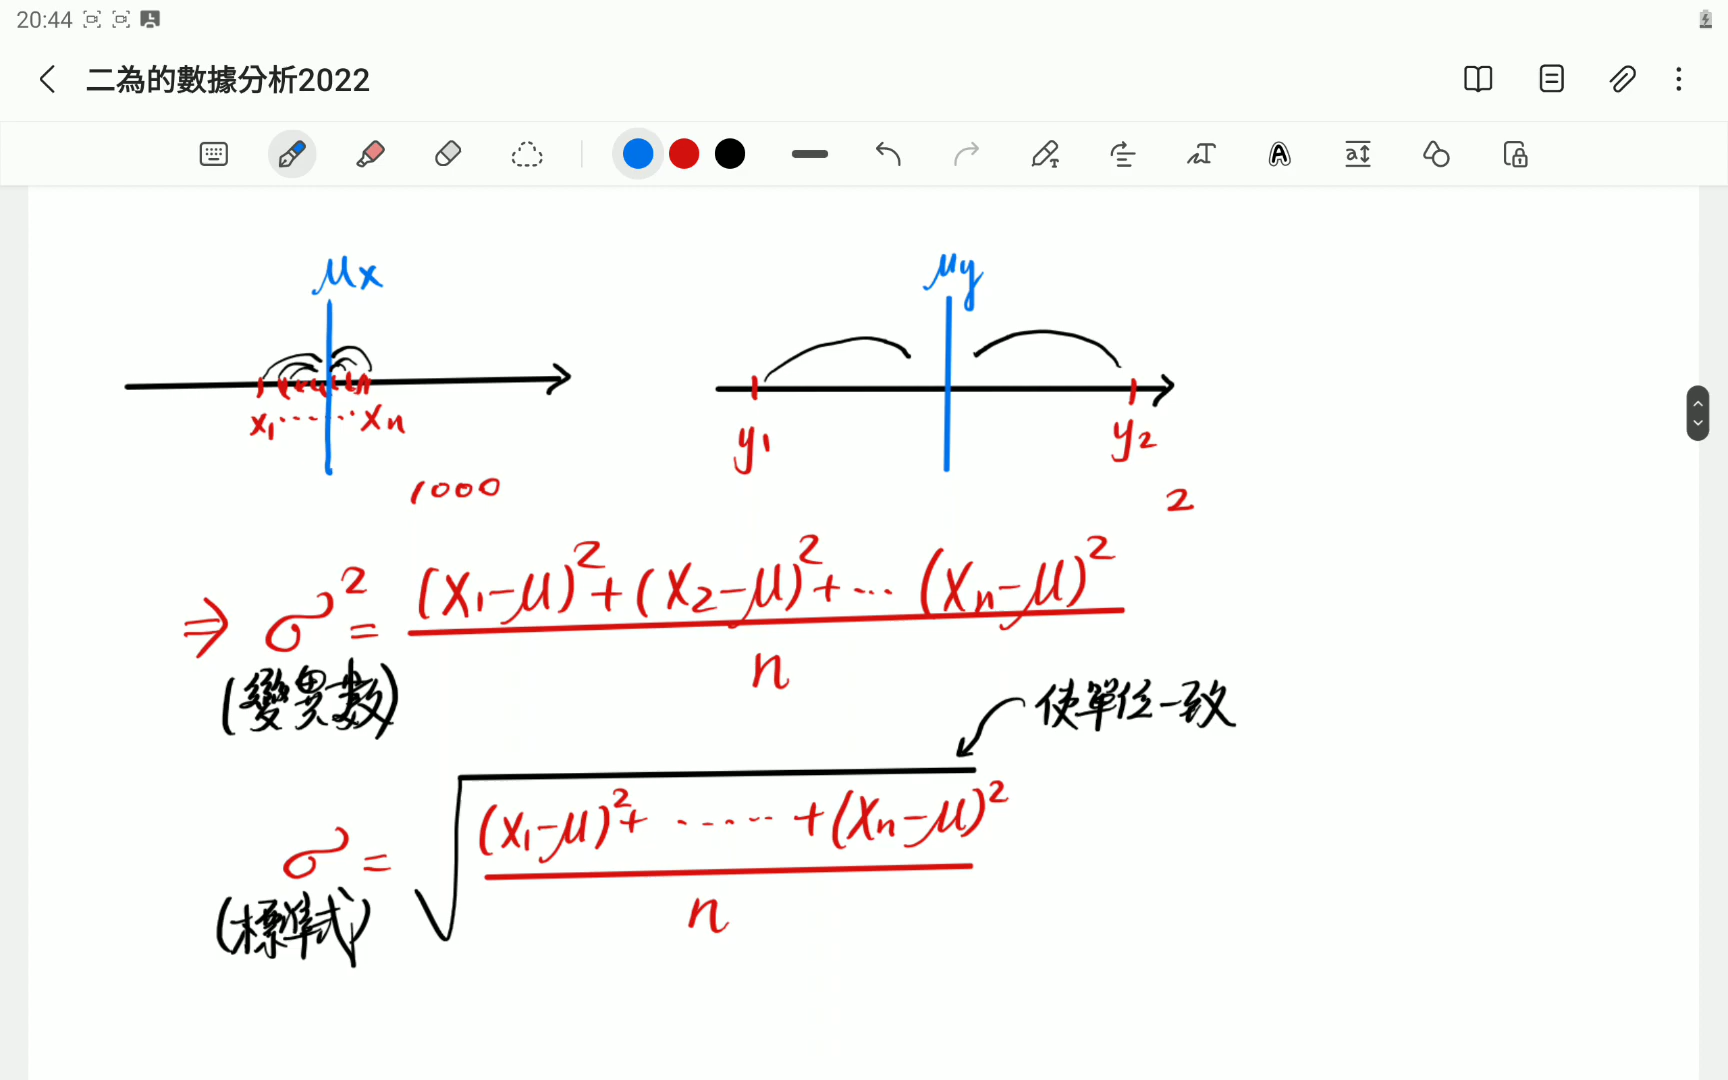 20:44
二為的數據分析2022
μx
μy
x₁ ······ xn
y₁
y₂
1000
2
⇒ σ² = (x₁-μ)²+(x₂-μ)²+··· (xn-μ)²
n
(變異數)
使單位一致
σ = √ (x₁-μ)²+ ······ +(xn-μ)²
n
(標準式)